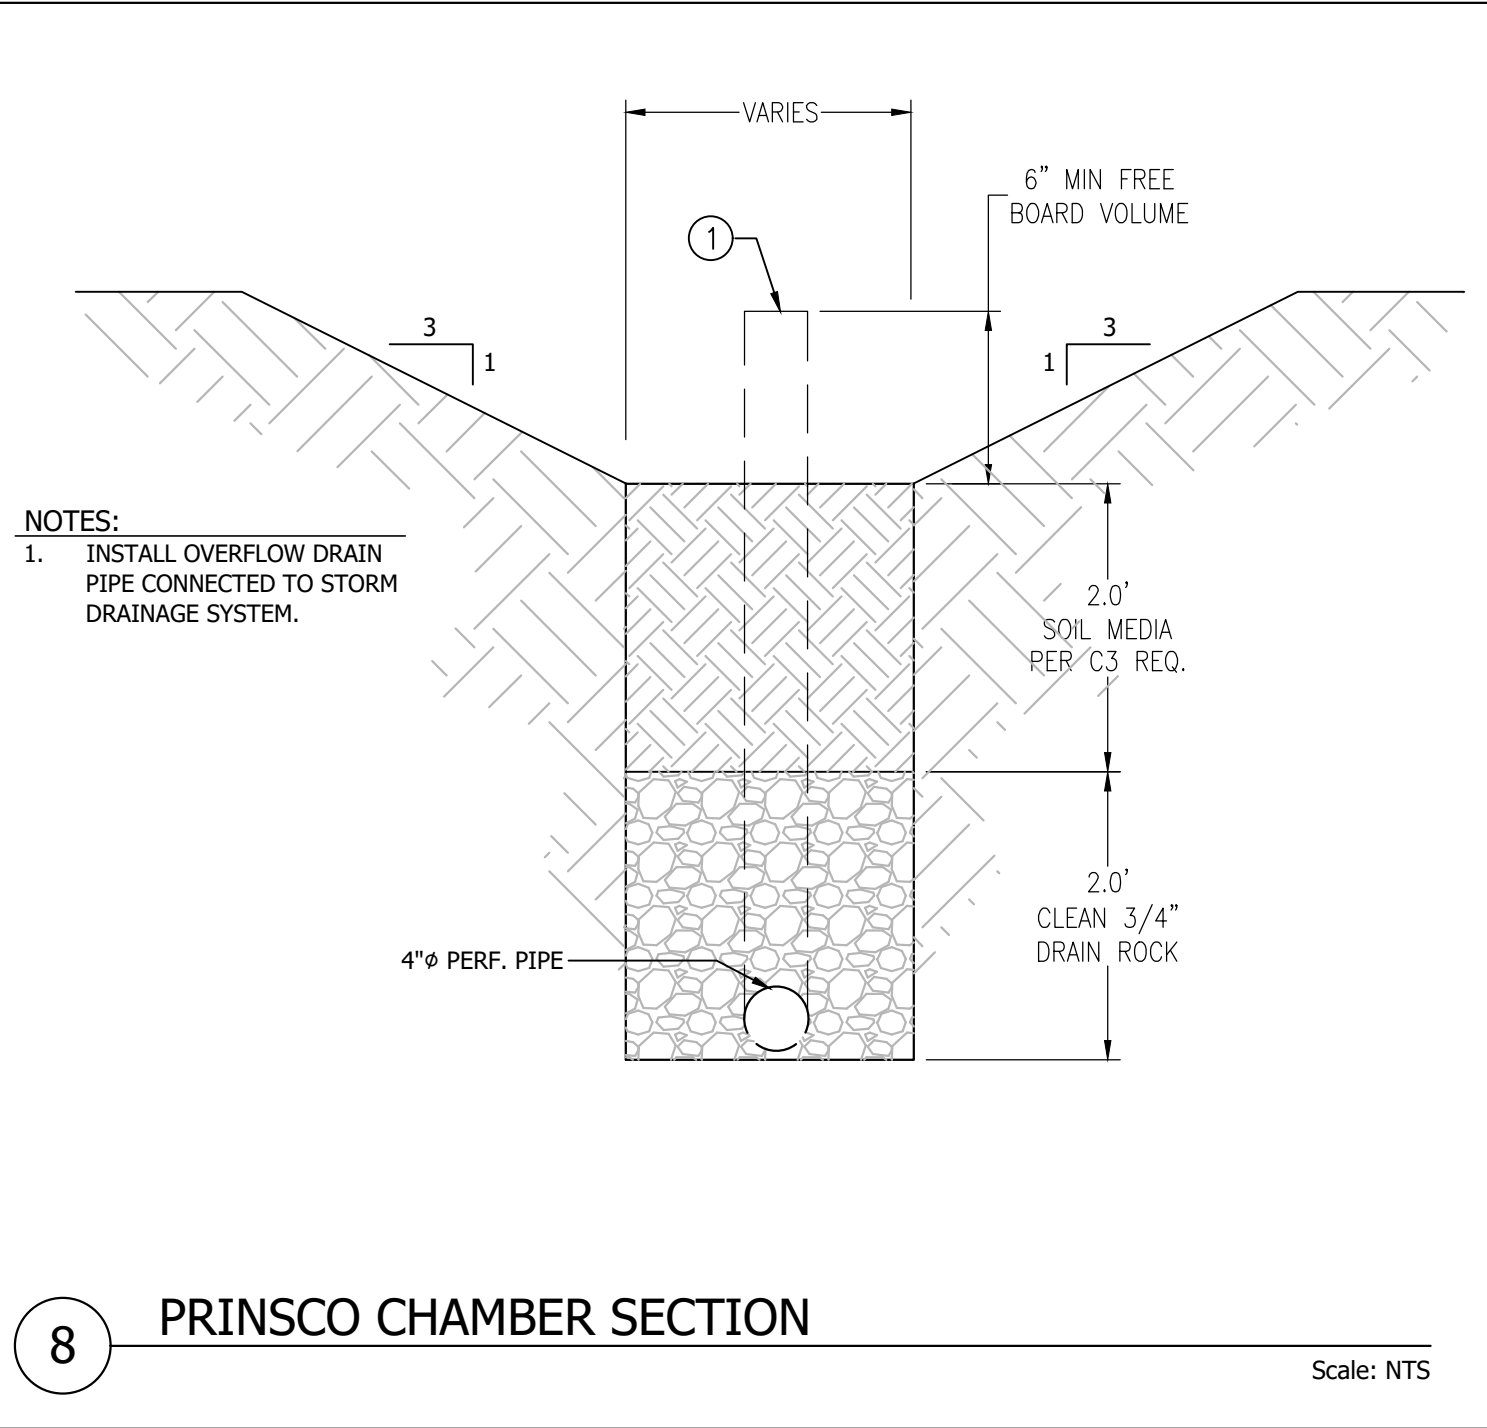 VARIES
6" MIN FREE
BOARD VOLUME
1
3
1
3
1
NOTES:
1. INSTALL OVERFLOW DRAIN
PIPE CONNECTED TO STORM
DRAINAGE SYSTEM.
2.0'
SOIL MEDIA
PER C3 REQ.
2.0'
CLEAN 3/4"
DRAIN ROCK
4"ø PERF. PIPE
8
PRINSCO CHAMBER SECTION
Scale: NTS